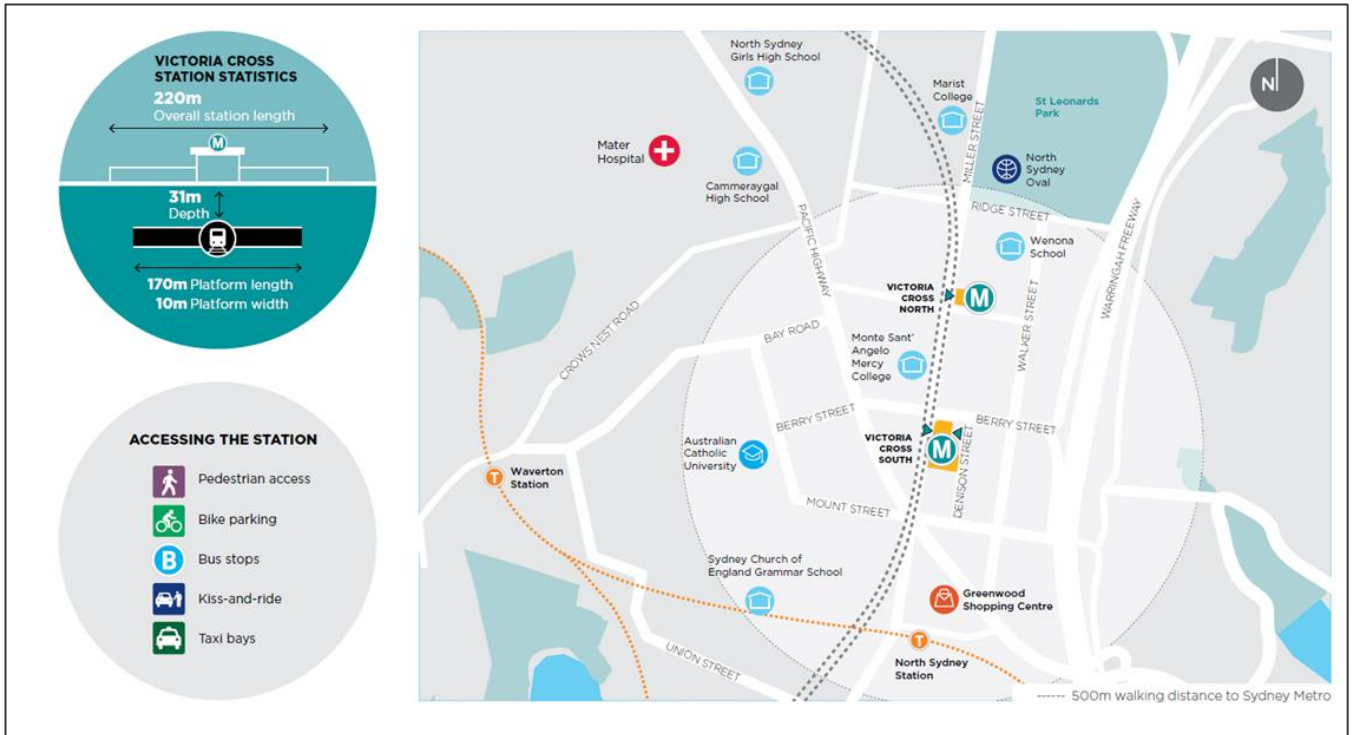 VICTORIA CROSS
STATION STATISTICS
220m
Overall station length
M
31m
Depth
170m Platform length
10m Platform width
ACCESSING THE STATION
Pedestrian access
Bike parking
B
Bus stops
Kiss-and-ride
Taxi bays
North Sydney
Girls High School
Marist
College
St Leonards
Park
N
Mater
Hospital
Cammeraygal
High School
MILLER STREET
North
Sydney
Oval
PACIFIC HIGHWAY
RIDGE STREET
Wenona
School
WARRINGAH FREEWAY
VICTORIA
CROSS
NORTH
M
WALKER STREET
CROWS NEST ROAD
BAY ROAD
Monte Sant'
Angelo
Mercy
College
BERRY STREET
BERRY STREET
Australian
Catholic
University
VICTORIA
CROSS
SOUTH
M
DENISON STREET
T
Waverton
Station
MOUNT STREET
Sydney Church of
England Grammar School
Greenwood
Shopping Centre
T
North Sydney
Station
UNION STREET
500m walking distance to Sydney Metro